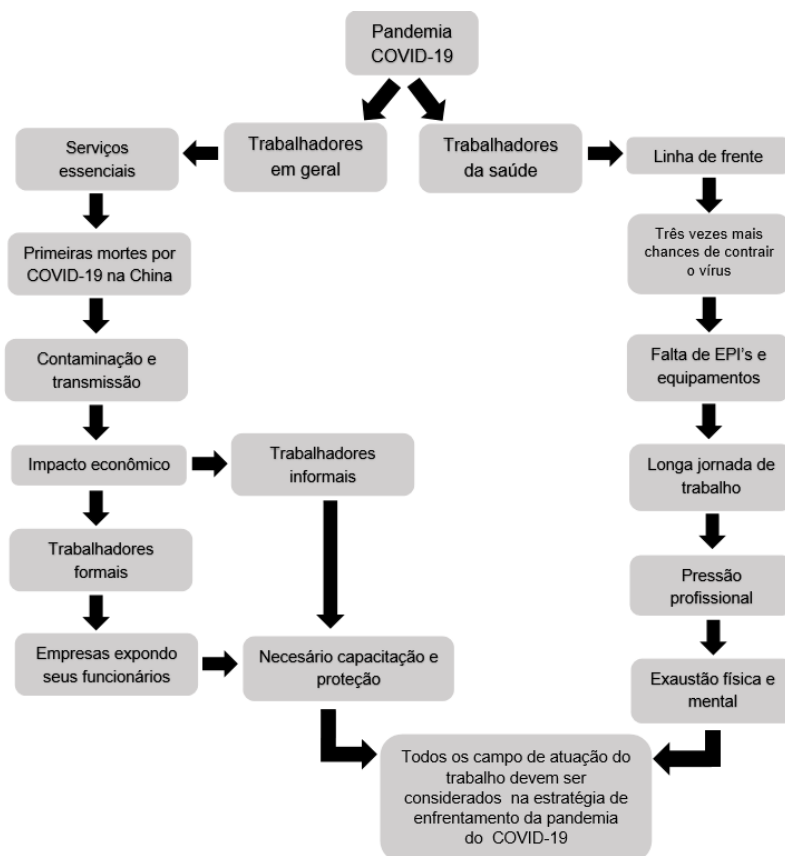 Pandemia
COVID-19
Serviços
essenciais
Trabalhadores
em geral
Trabalhadores
da saúde
Linha de frente
Primeiras mortes por
COVID-19 na China
Três vezes mais
chances de contrair
o vírus
Contaminação e
transmissão
Falta de EPI's e
equipamentos
Impacto econômico
Trabalhadores
informais
Longa jornada de
trabalho
Trabalhadores
formais
Pressão
profissional
Empresas expondo
seus funcionários
Necesário capacitação e
proteção
Exaustão física e
mental
Todos os campo de atuação do
trabalho devem ser
considerados na estratégia de
enfrentamento da pandemia
do COVID-19